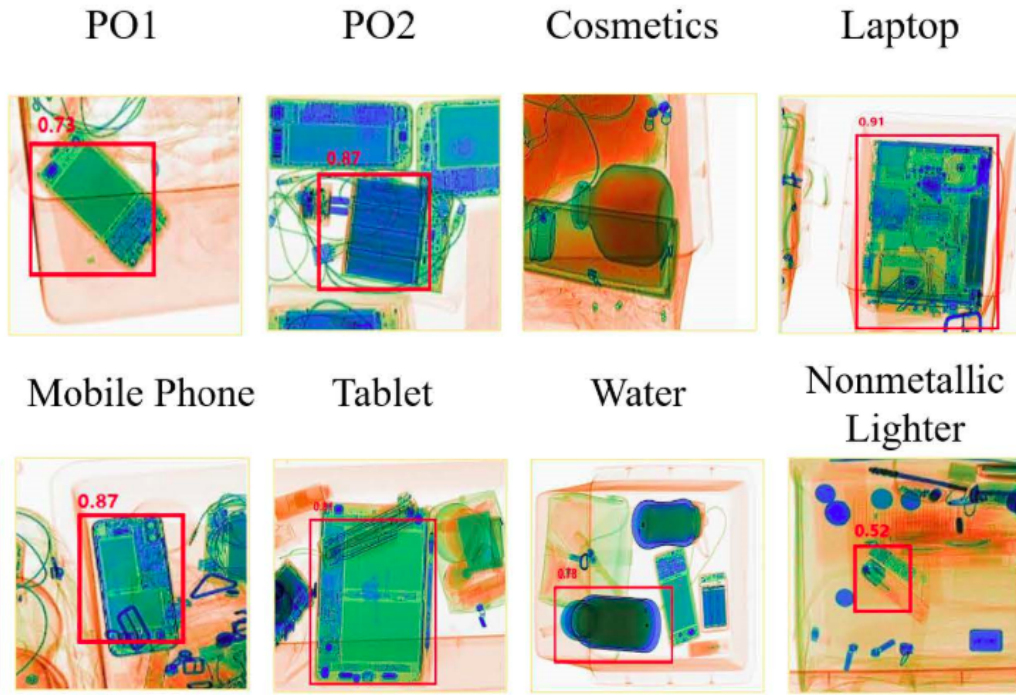 PO1
PO2
Cosmetics
Laptop
0.73
0.87
0.91
Mobile Phone
Tablet
Water
Nonmetallic
Lighter
0.87
0.78
0.52